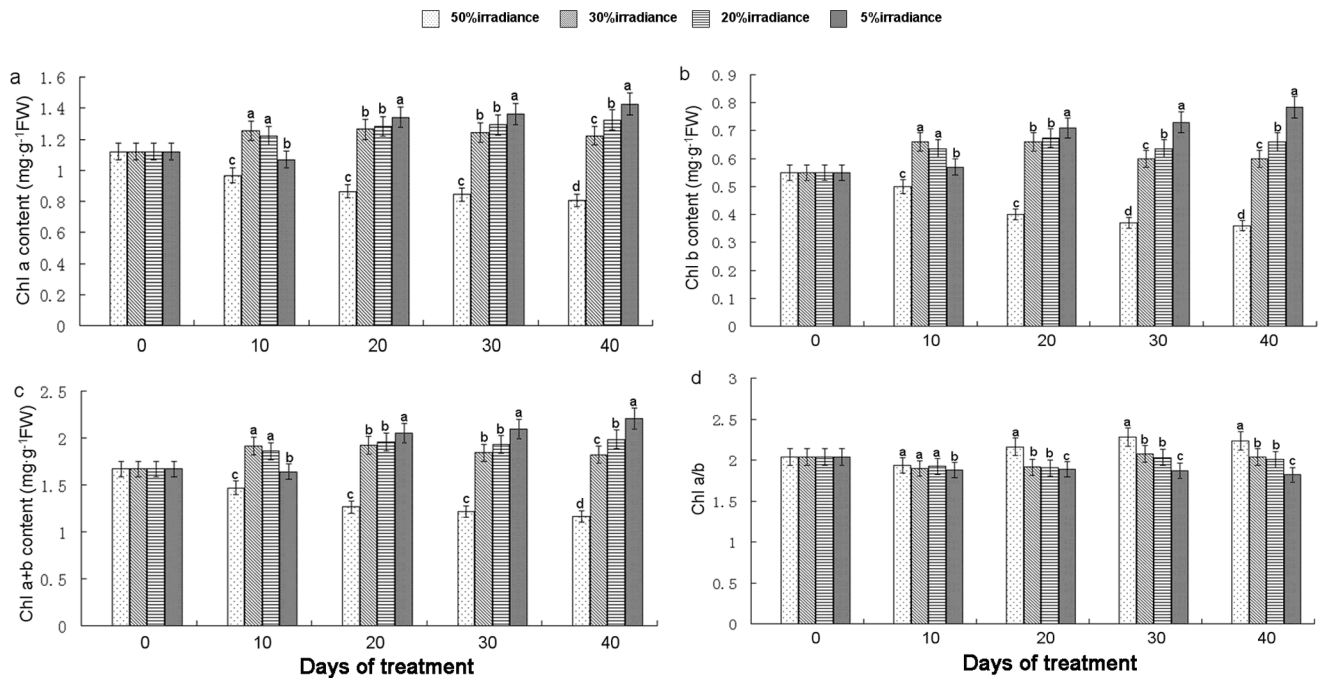 50%irradiance 30%irradiance 20%irradiance 5%irradiance
a
Chl a content (mg·g-1FW)
1.6
1.4
1.2
1
0.8
0.6
0.4
0.2
0
c a a b
c b b a
c b b a
d c b a
0 10 20 30 40
b
Chl b content (mg·g-1FW)
0.9
0.8
0.7
0.6
0.5
0.4
0.3
0.2
0.1
0
c a a b
c b b a
d c b a
d c b a
0 10 20 30 40
c
Chl a+b content (mg·g-1FW)
2.5
2
1.5
1
0.5
0
c a a b
c b b a
c b b a
d c b a
0 10 20 30 40
Days of treatment
d
Chl a/b
3
2.5
2
1.5
1
0.5
0
a a a b
a b b c
a b b c
a b b c
0 10 20 30 40
Days of treatment